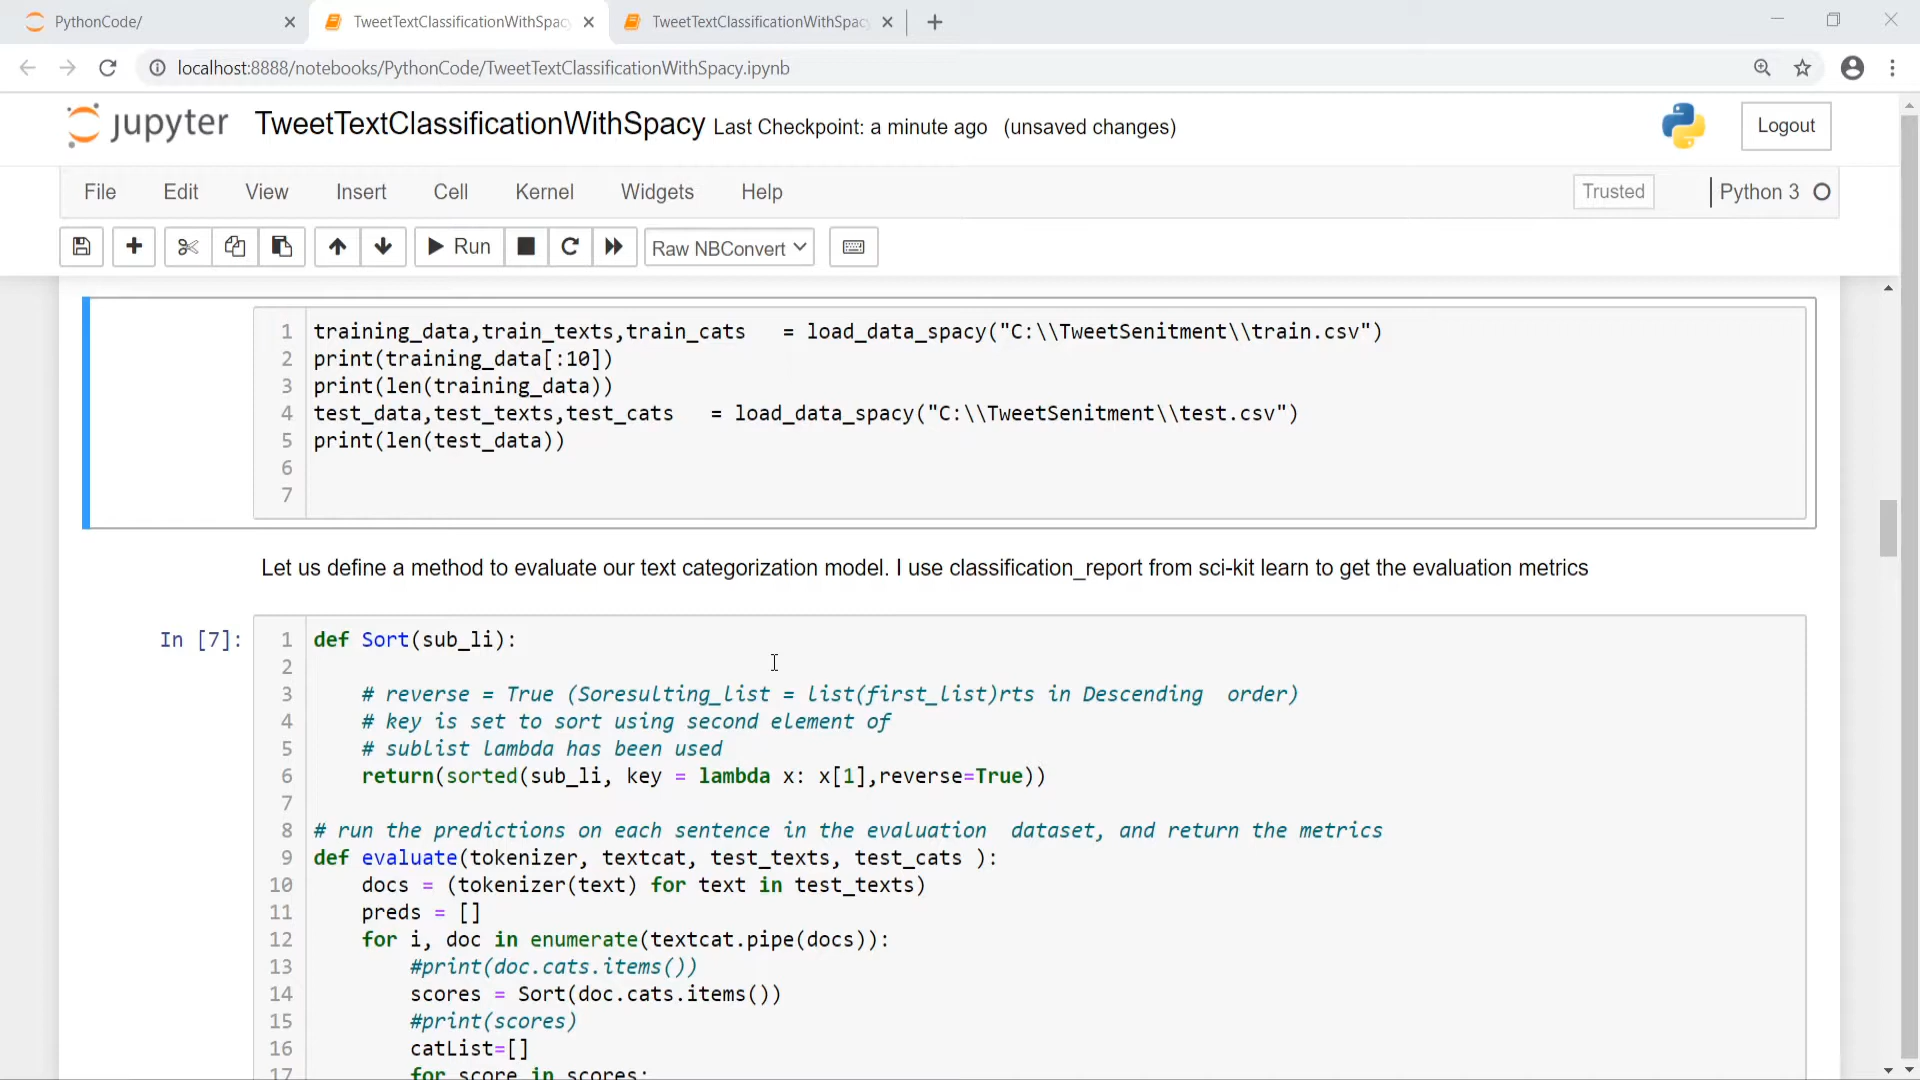 PythonCode/
TweetTextClassificationWithSpac
TweetTextClassificationWithSpac
localhost:8888/notebooks/PythonCode/TweetTextClassificationWithSpacy.ipynb
jupyter TweetTextClassificationWithSpacy Last Checkpoint: a minute ago (unsaved changes)
Logout
File Edit View Insert Cell Kernel Widgets Help Trusted Python 3
Run Raw NBConvert
1 training_data,train_texts,train_cats = load_data_spacy("C:\\TweetSenitment\\train.csv")
2 print(training_data[:10])
3 print(len(training_data))
4 test_data,test_texts,test_cats = load_data_spacy("C:\\TweetSenitment\\test.csv")
5 print(len(test_data))
6
7
Let us define a method to evaluate our text categorization model. I use classification_report from sci-kit learn to get the evaluation metrics
In [7]:
1 def Sort(sub_li):
2
3 # reverse = True (Soresulting_list = list(first_list)rts in Descending order)
4 # key is set to sort using second element of
5 # sublist lambda has been used
6 return(sorted(sub_li, key = lambda x: x[1],reverse=True))
7
8 # run the predictions on each sentence in the evaluation dataset, and return the metrics
9 def evaluate(tokenizer, textcat, test_texts, test_cats ):
10 docs = (tokenizer(text) for text in test_texts)
11 preds = []
12 for i, doc in enumerate(textcat.pipe(docs)):
13 #print(doc.cats.items())
14 scores = Sort(doc.cats.items())
15 #print(scores)
16 catList=[]
17 for score in scores: